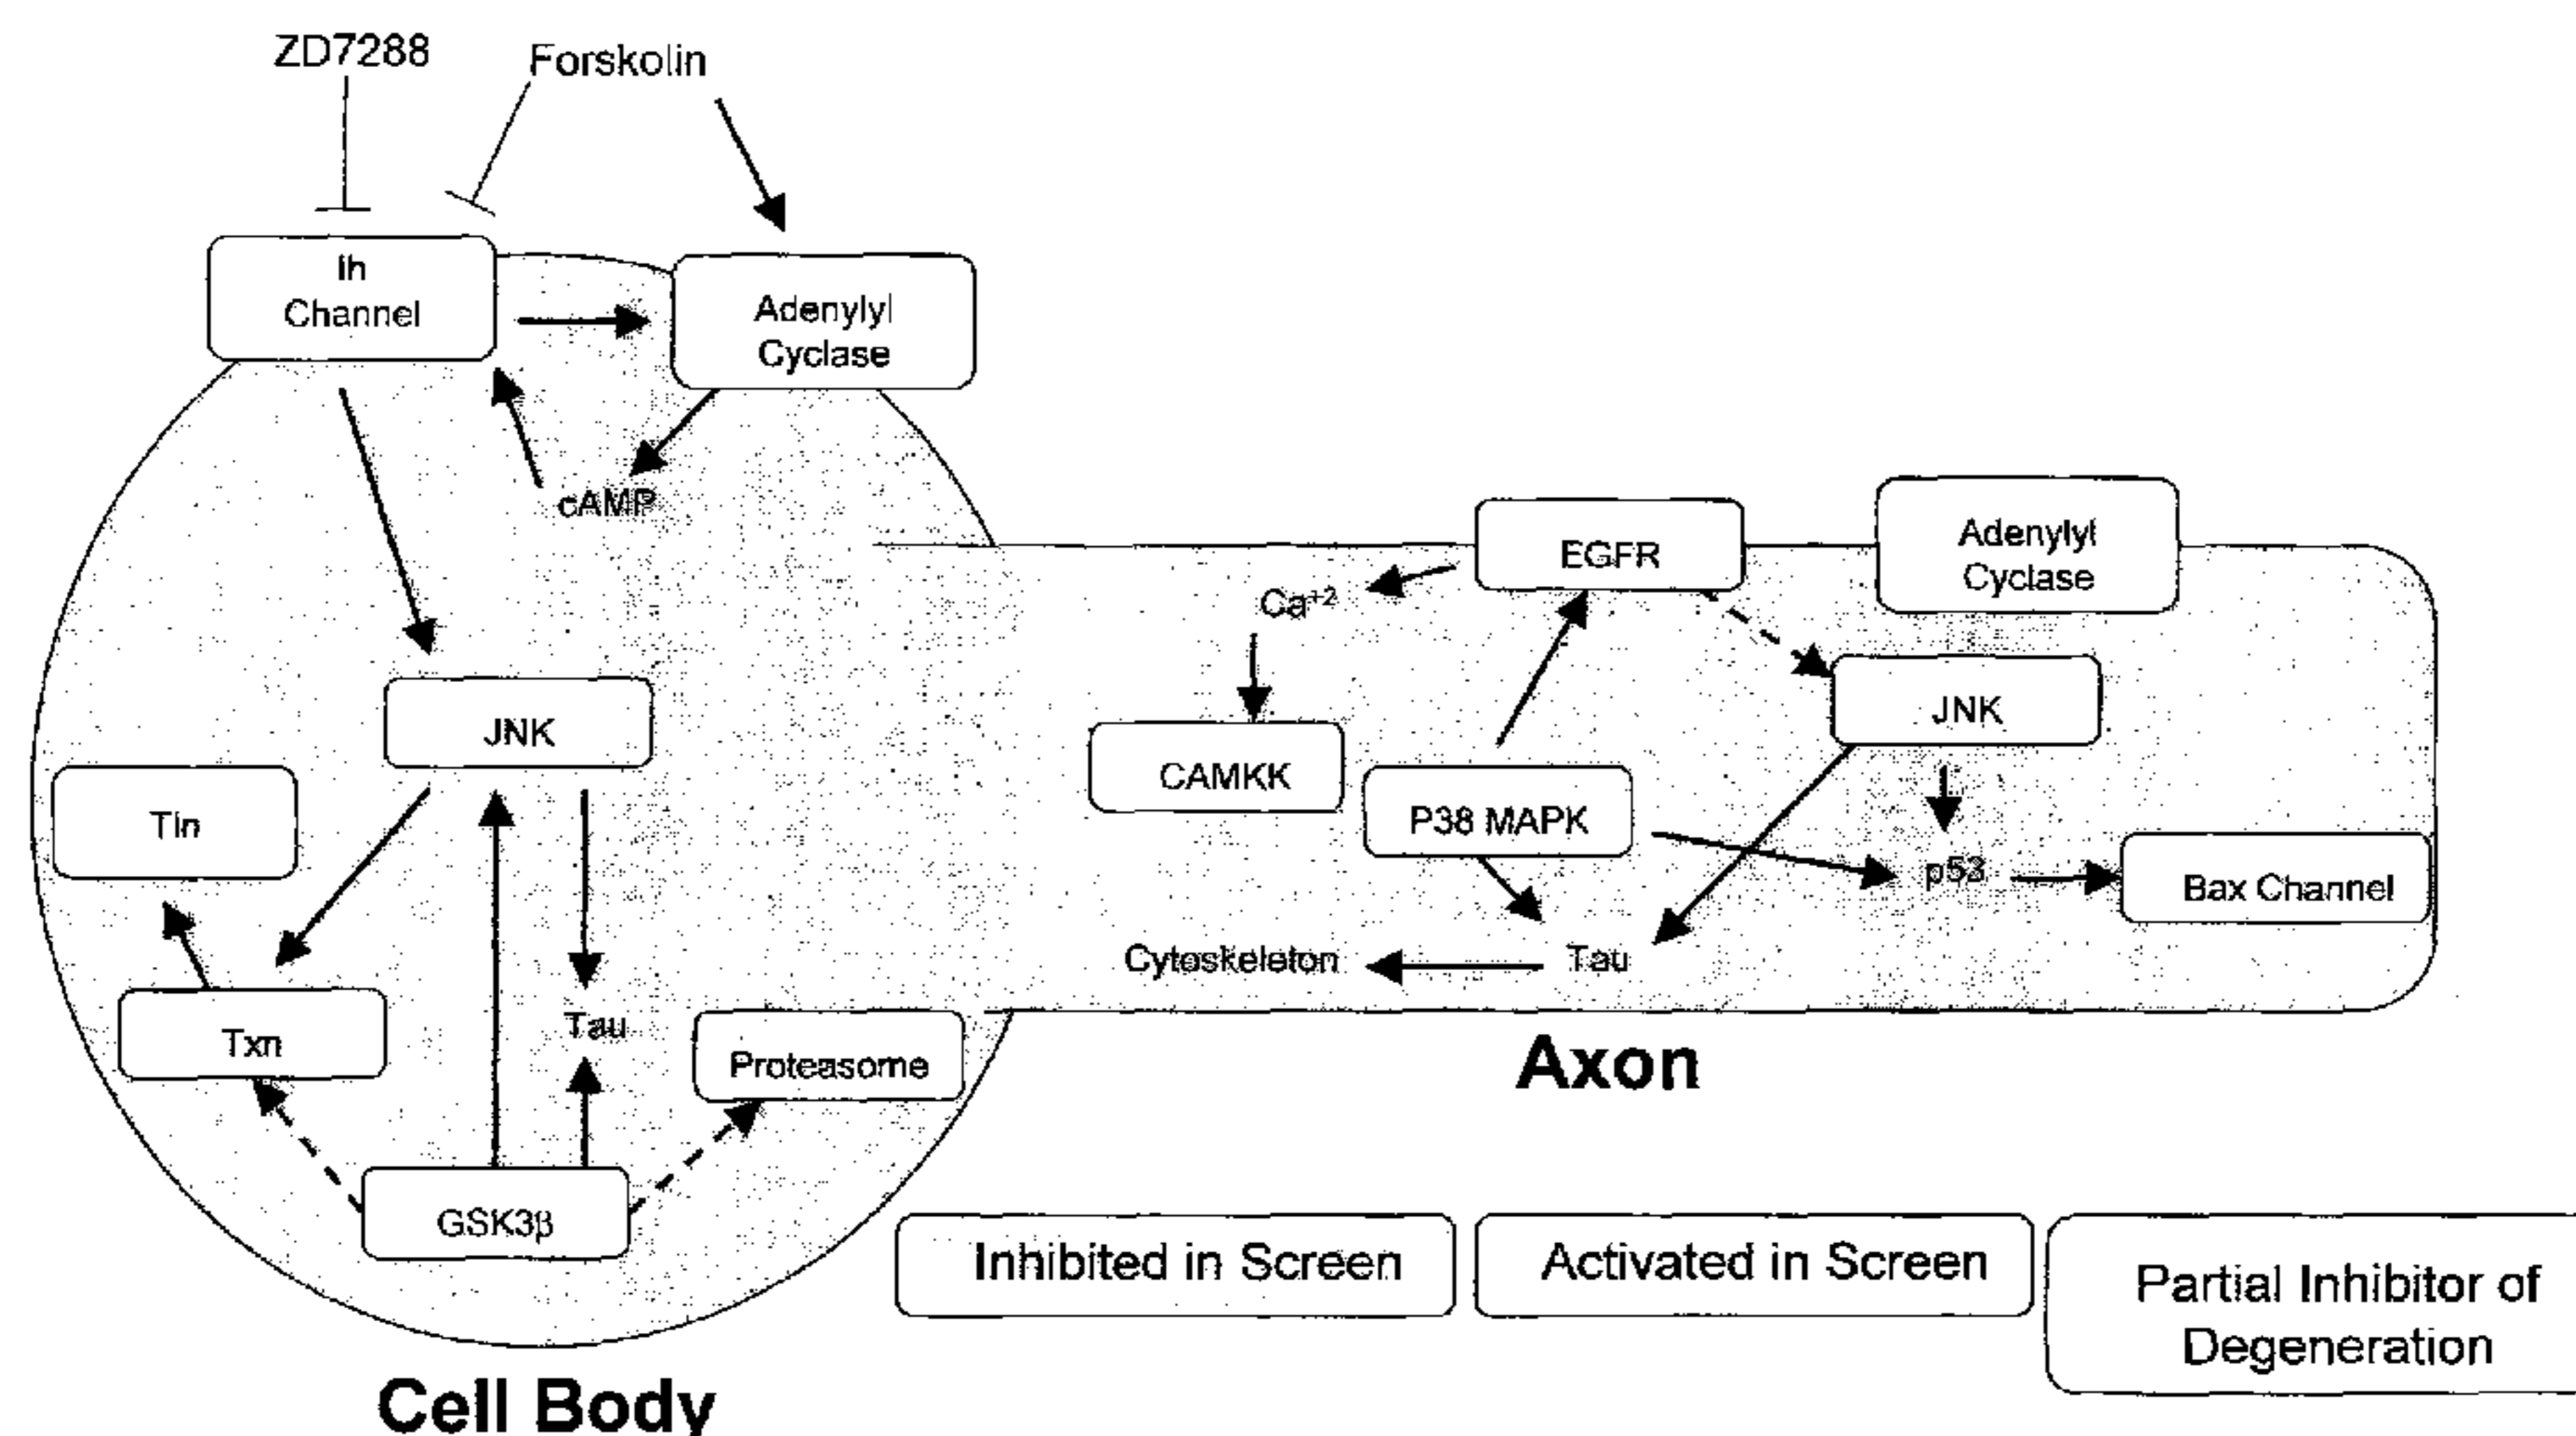 ZD7288
Forskolin
Ih
Channel
Adenylyl
Cyclase
cAMP
JNK
Tln
Txn
Tau
Proteasome
GSK3β
Cell Body
EGFR
Adenylyl
Cyclase
Ca+2
JNK
CAMKK
P38 MAPK
p53
Bax Channel
Cytoskeleton
Tau
Axon
Inhibited in Screen
Activated in Screen
Partial Inhibitor of
Degeneration